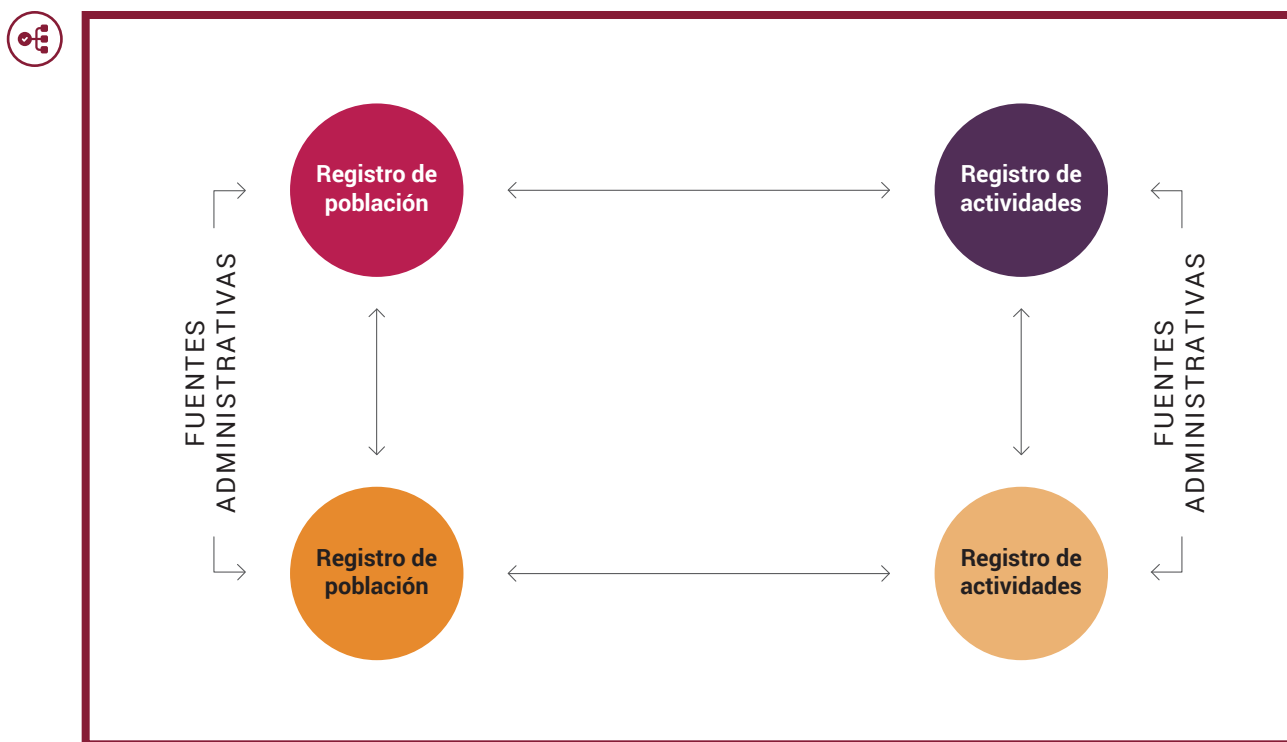 Registro de
población
Registro de
actividades
FUENTES
ADMINISTRATIVAS
FUENTES
ADMINISTRATIVAS
Registro de
población
Registro de
actividades